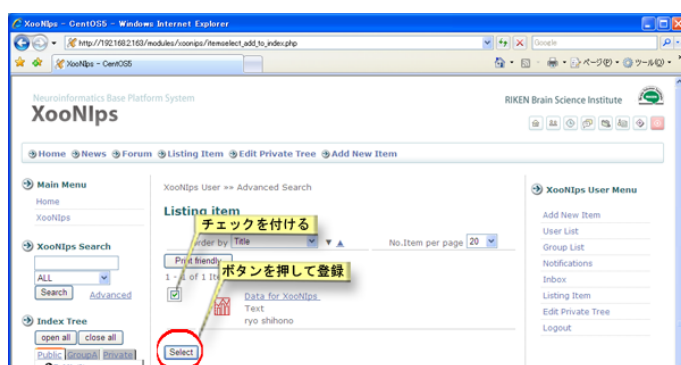 XooNIps - CentOS5 - Windows Internet Explorer
http://192.168.2.163/modules/xoonips/itemselect_add_to_index.php
Google
XooNIps - CentOS5
ページ(P)
ツール(O)
Neuroinformatics Base Platform System
XooNIps
RIKEN Brain Science Institute
Home News Forum Listing Item Edit Private Tree Add New Item
Main Menu
Home
XooNIps
XooNIps Search
ALL
Search Advanced
Index Tree
open all close all
Public GroupA Private
XooNIps User »» Advanced Search
Listing item
チェックを付ける
order by Title
No.Item per page 20
Print friendly
ボタンを押して登録
1 - 1 of 1
Data for XooNIps
Text
ryo shihono
Select
XooNIps User Menu
Add New Item
User List
Group List
Notifications
Inbox
Listing Item
Edit Private Tree
Logout